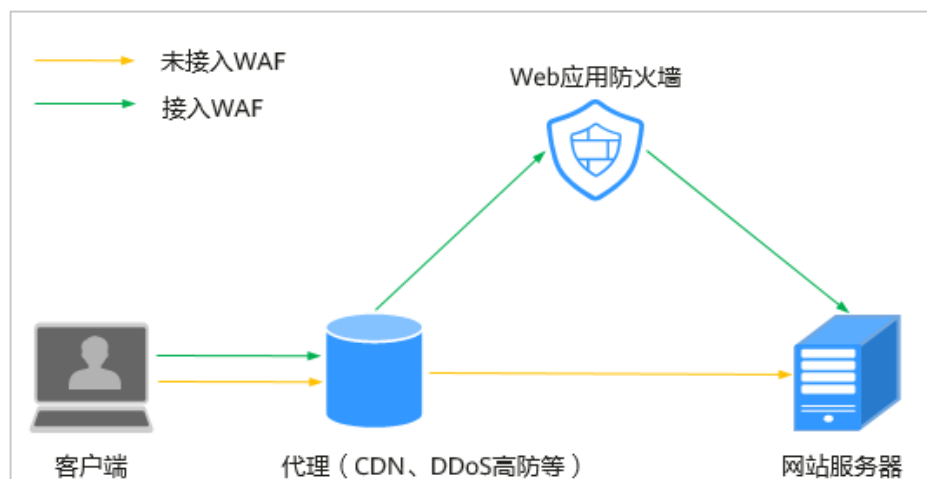 未接入WAF
接入WAF
Web应用防火墙
客户端
代理（CDN、DDoS高防等）
网站服务器